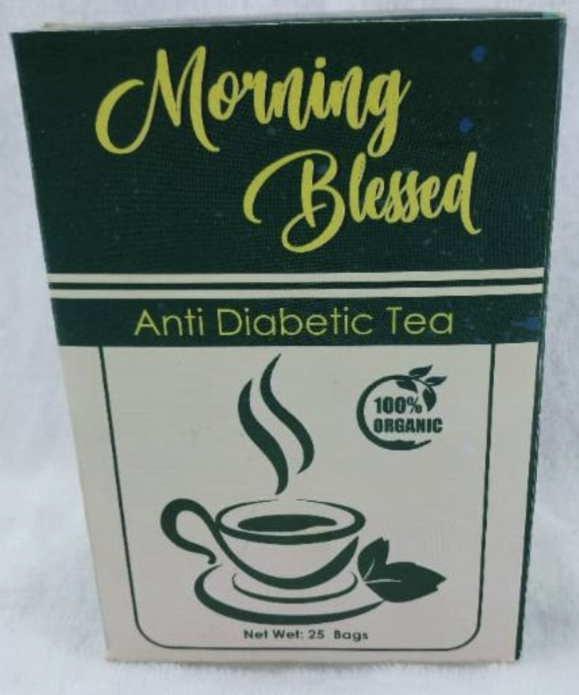 Morning
Blessed
Anti Diabetic Tea
100%
ORGANIC
Net Wet: 25 Bags